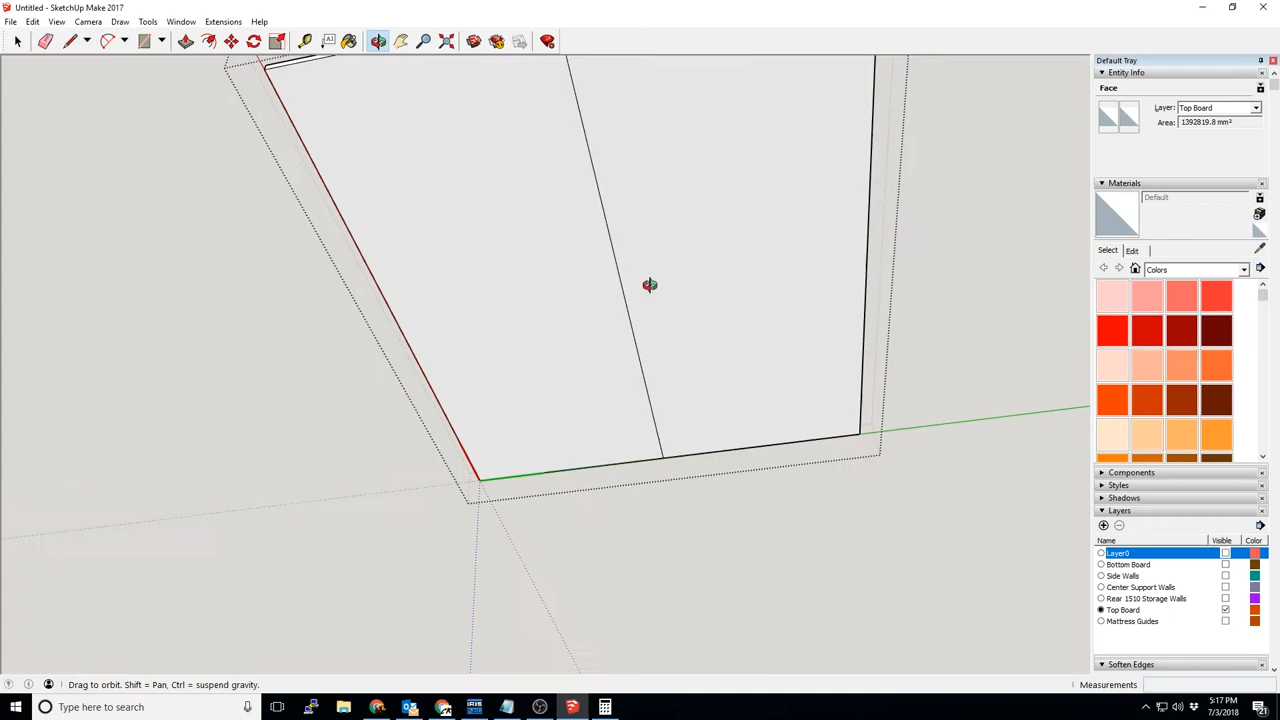 Untitled - SketchUp Make 2017
File Edit View Camera Draw Tools Window Extensions Help
Default Tray
Entity Info
Face
Layer: Top Board
Area: 1392819.8 mm²
Materials
Default
Select Edit
Colors
Components
Styles
Shadows
Layers
Name Visible Color
Layer0
Bottom Board
Side Walls
Center Support Walls
Rear 1510 Storage Walls
Top Board
Mattress Guides
Soften Edges
Drag to orbit. Shift = Pan, Ctrl = suspend gravity.
Measurements
Type here to search
5:17 PM
7/3/2018
21